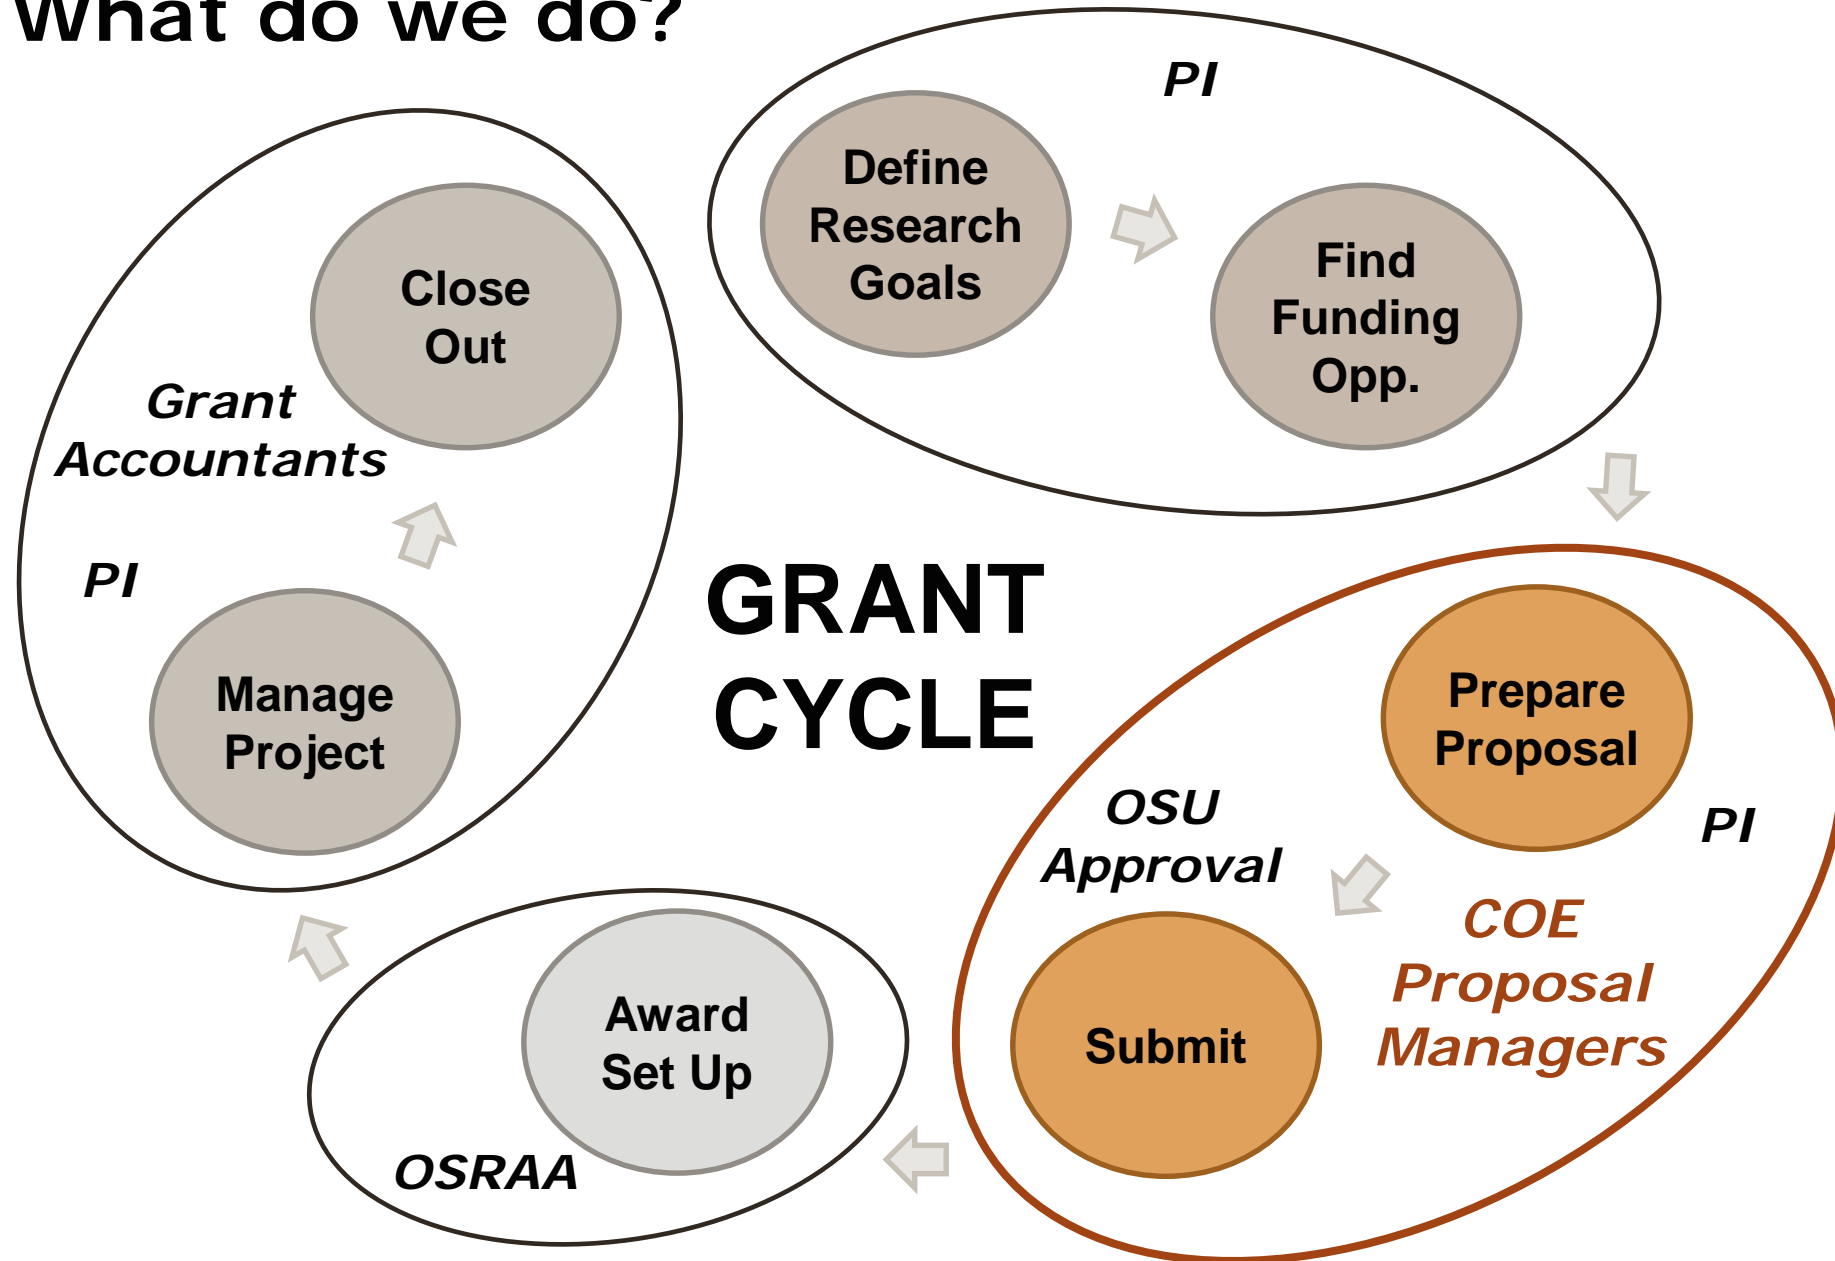 What do we do?
PI
Define
Research
Goals
Find
Funding
Opp.
Prepare
Proposal
PI
OSU
Approval
COE
Proposal
Managers
Submit
Award
Set Up
OSRAA
Manage
Project
PI
Grant
Accountants
Close
Out
GRANT
CYCLE